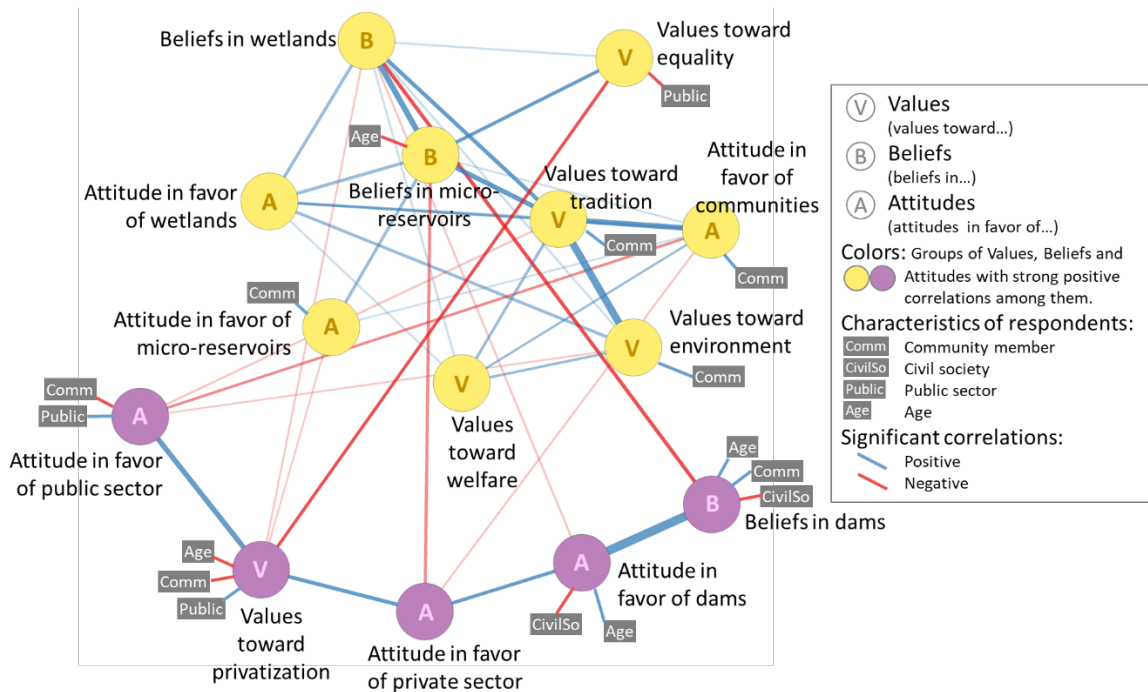 Beliefs in wetlands
B
V
Values toward
equality
Public
Age
B
Beliefs in micro-
reservoirs
Attitude in favor
of wetlands
A
Values toward
tradition
V
Comm
Attitude in
favor of
communities
A
Comm
Comm
Attitude in favor of
micro-reservoirs
A
Values toward
environment
V
Comm
V
Values
toward
welfare
Comm
Public
A
Attitude in favor
of public sector
Age
Comm
CivilSo
B
Beliefs in dams
Age
Comm
Public
V
Values
toward
privatization
A
Attitude in favor
of private sector
A
Attitude in
favor of dams
CivilSo
Age
V Values
(values toward...)
B Beliefs
(beliefs in...)
A Attitudes
(attitudes in favor of...)
Colors: Groups of Values, Beliefs and
Attitudes with strong positive
correlations among them.
Characteristics of respondents:
Comm Community member
CivilSo Civil society
Public Public sector
Age Age
Significant correlations:
Positive
Negative